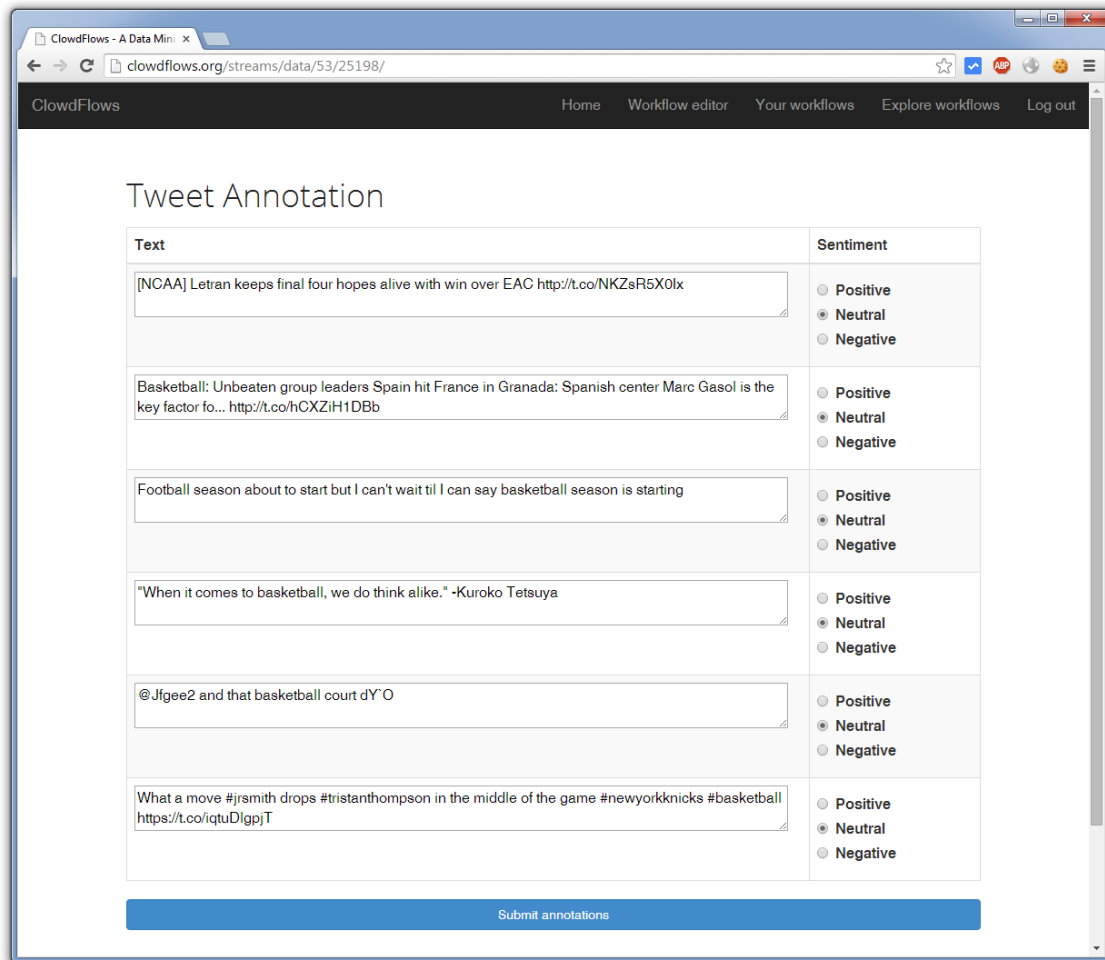 ClowdFlows - A Data Mini
clowdflows.org/streams/data/53/25198/
ABP
ClowdFlows Home Workflow editor Your workflows Explore workflows Log out
Tweet Annotation
Text Sentiment
[NCAA] Letran keeps final four hopes alive with win over EAC http://t.co/NKZsR5X0Ix
Positive
Neutral
Negative
Basketball: Unbeaten group leaders Spain hit France in Granada: Spanish center Marc Gasol is the
key factor fo... http://t.co/hCXZiH1DBb
Positive
Neutral
Negative
Football season about to start but I can't wait til I can say basketball season is starting
Positive
Neutral
Negative
"When it comes to basketball, we do think alike." -Kuroko Tetsuya
Positive
Neutral
Negative
@Jfgee2 and that basketball court dY`O
Positive
Neutral
Negative
What a move #jrsmith drops #tristanthompson in the middle of the game #newyorkknicks #basketball
https://t.co/iqtuDlgpjT
Positive
Neutral
Negative
Submit annotations